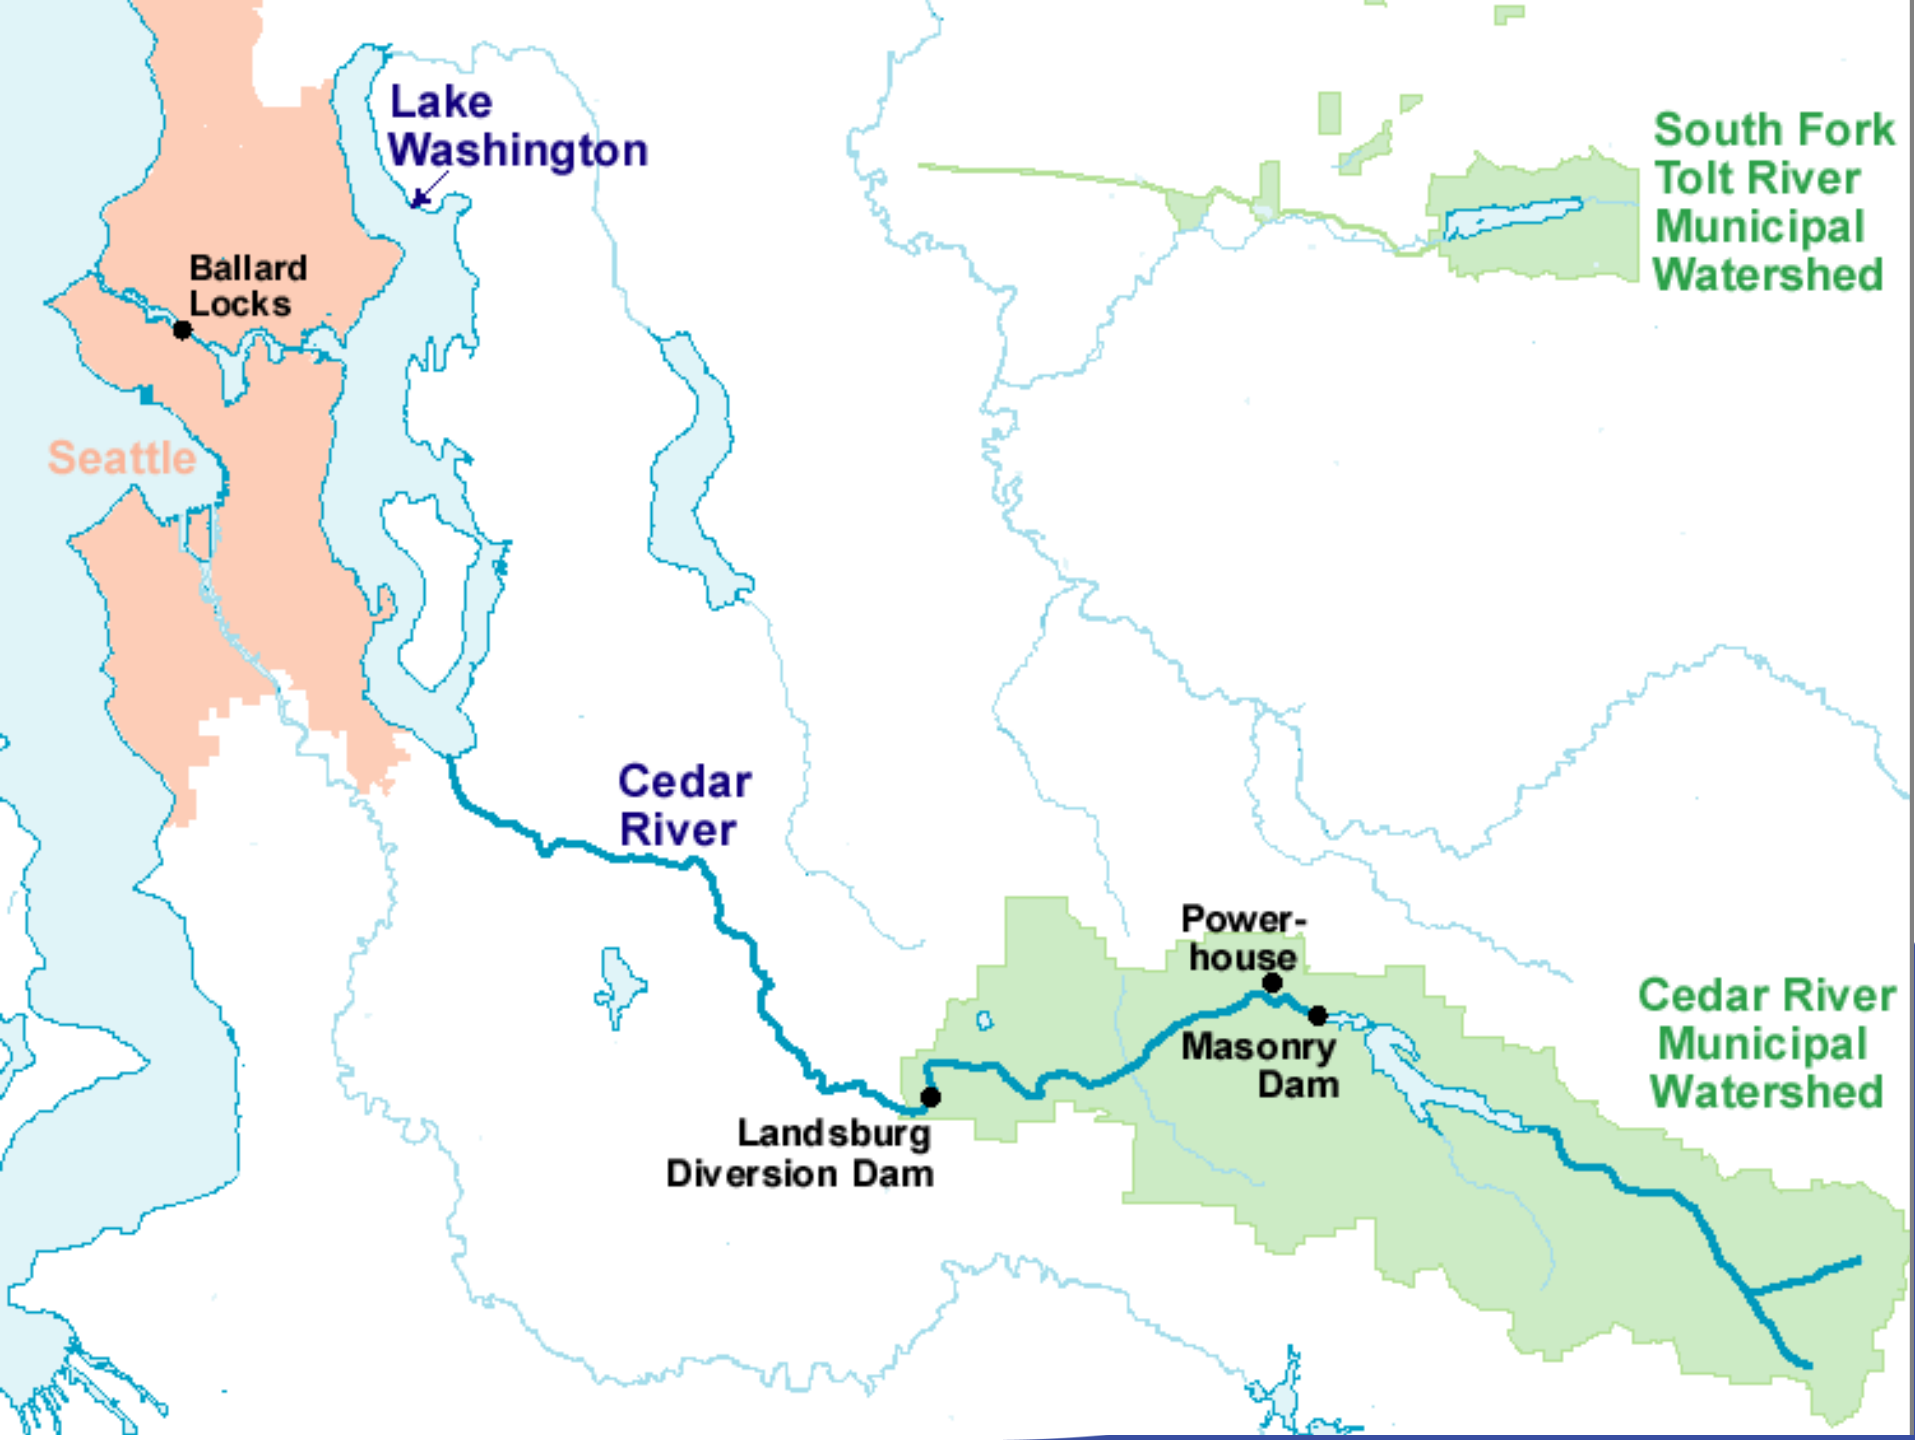 Lake
Washington
South Fork
Tolt River
Municipal
Watershed
Ballard
Locks
Seattle
Cedar
River
Power-
house
Cedar River
Municipal
Watershed
Masonry
Dam
Landsburg
Diversion Dam